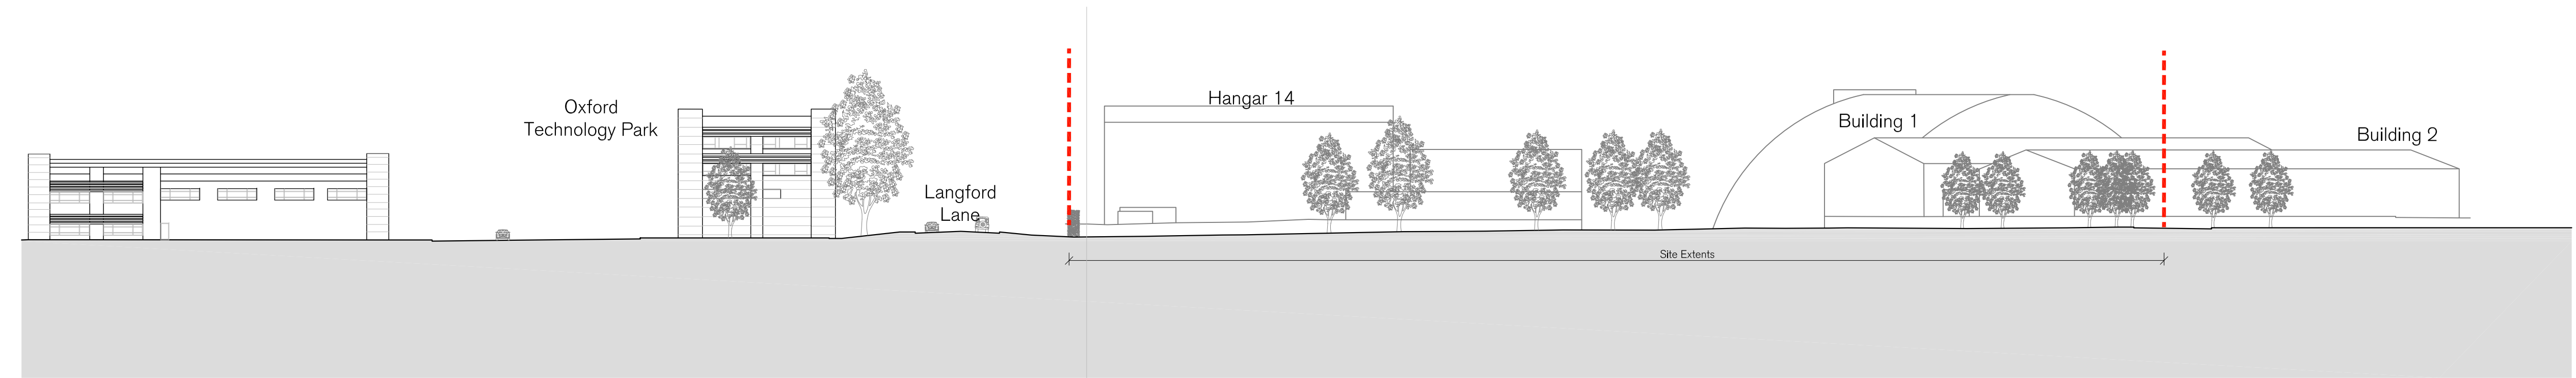 Oxford
Technology Park
Langford
Lane
Hangar 14
Building 1
Building 2
Site Extents